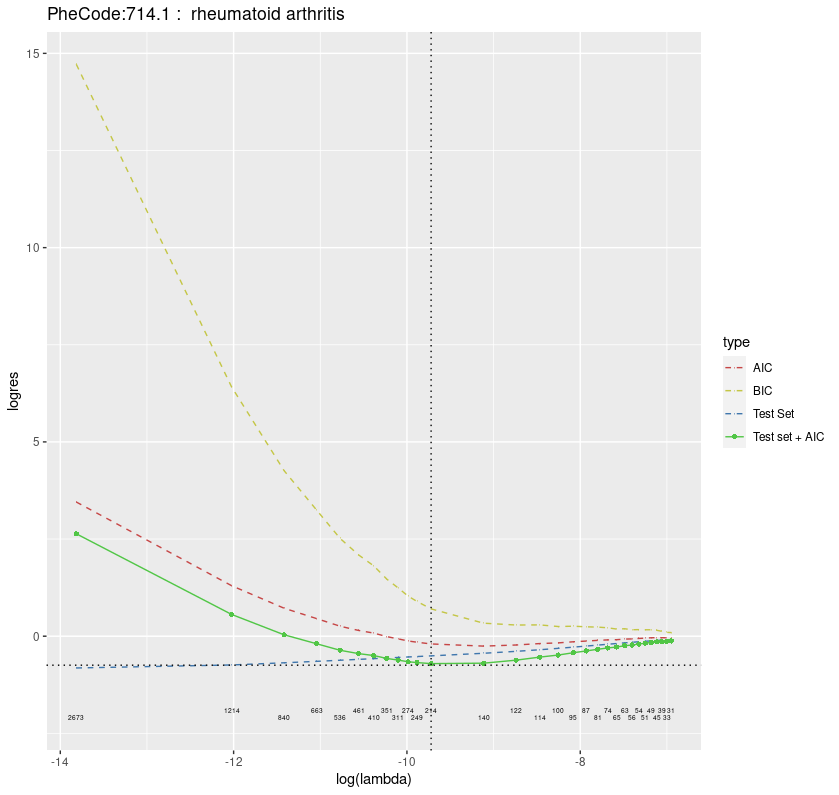 PheCode:714.1 : rheumatoid arthritis
15
10
5
0
logres
1214 663 461 351 274 214 122 100 87 74 63 54 49 39 31
2673 840 536 410 311 249 140 114 95 81 65 56 51 45 33
-14 -12 -10 -8
log(lambda)
type
AIC
BIC
Test Set
Test set + AIC